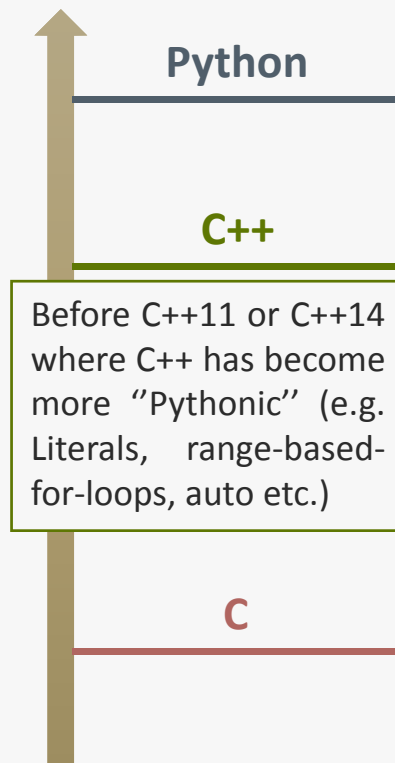 Python
C++
Before C++11 or C++14
where C++ has become
more ‘‘Pythonic’’ (e.g.
Literals, range-based-
for-loops, auto etc.)
C